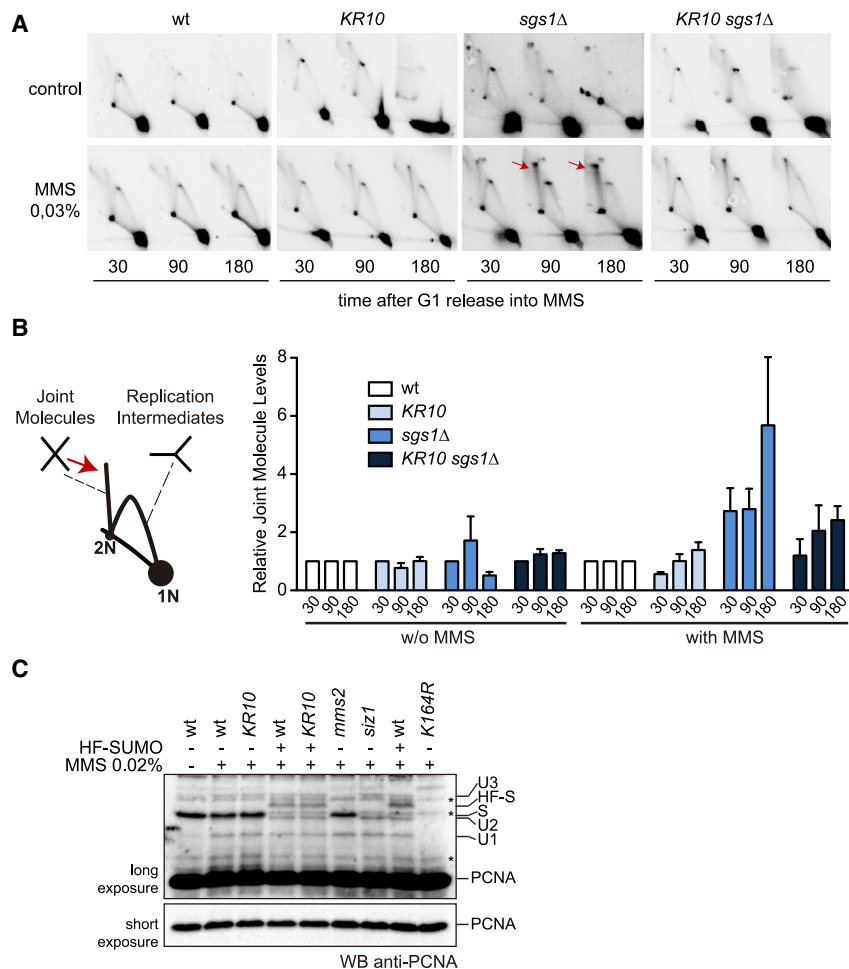 A
wt KR10 sgs1Δ KR10 sgs1Δ
control
MMS
0,03%
30 90 180 30 90 180 30 90 180 30 90 180
time after G1 release into MMS
B
Joint
Molecules
Replication
Intermediates
2N
1N
Relative Joint Molecule Levels
8
6
4
2
0
wt
KR10
sgs1Δ
KR10 sgs1Δ
30 90 180 30 90 180 30 90 180 30 90 180 30 90 180 30 90 180 30 90 180 30 90 180
w/o MMS with MMS
C
wt wt KR10 wt KR10 mms2 siz1 wt K164R
HF-SUMO - - - + + - - + -
MMS 0.02% - + + + + + + + +
U3
* HF-S
* S
U2
U1
*
long
exposure
PCNA
short
exposure
PCNA
WB anti-PCNA